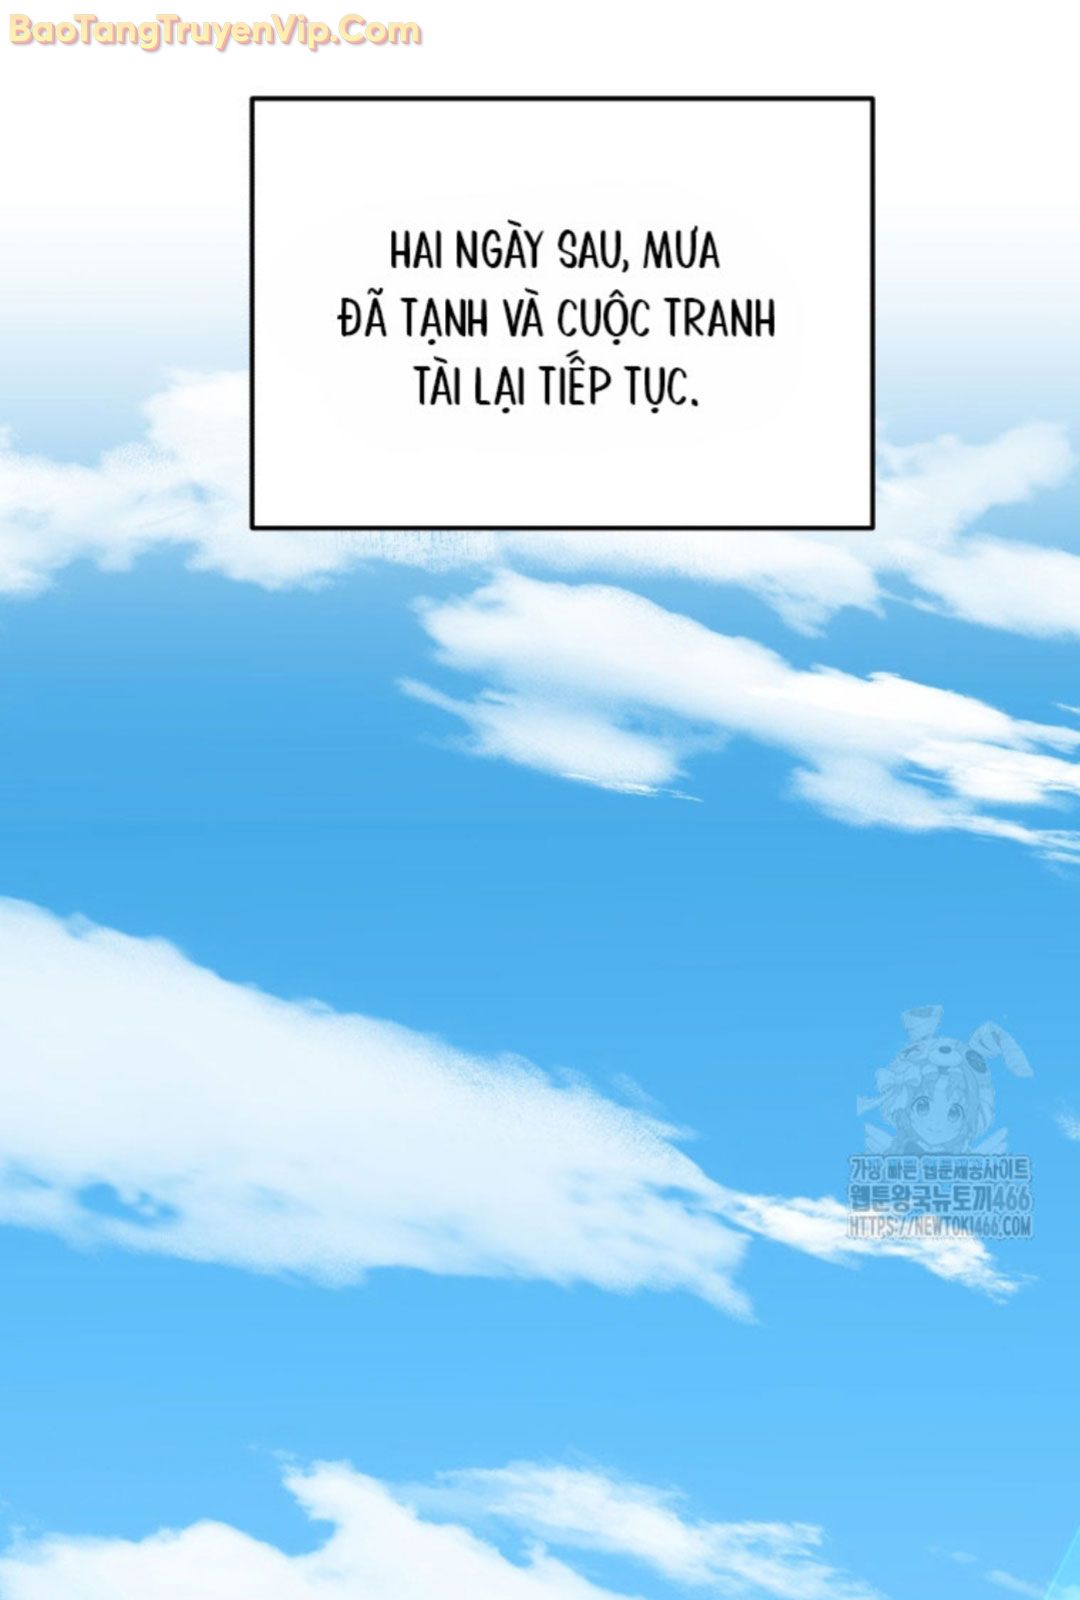 BaoTangTruyenVip.Com
HAI NGÀY SAU, MƯA
ĐÃ TẠNH VÀ CUỘC TRANH
TÀI LẠI TIẾP TỤC.
가장 빠른 웹툰제공사이트
웹툰왕국뉴토끼466
HTTPS://NEWTOKI466.COM